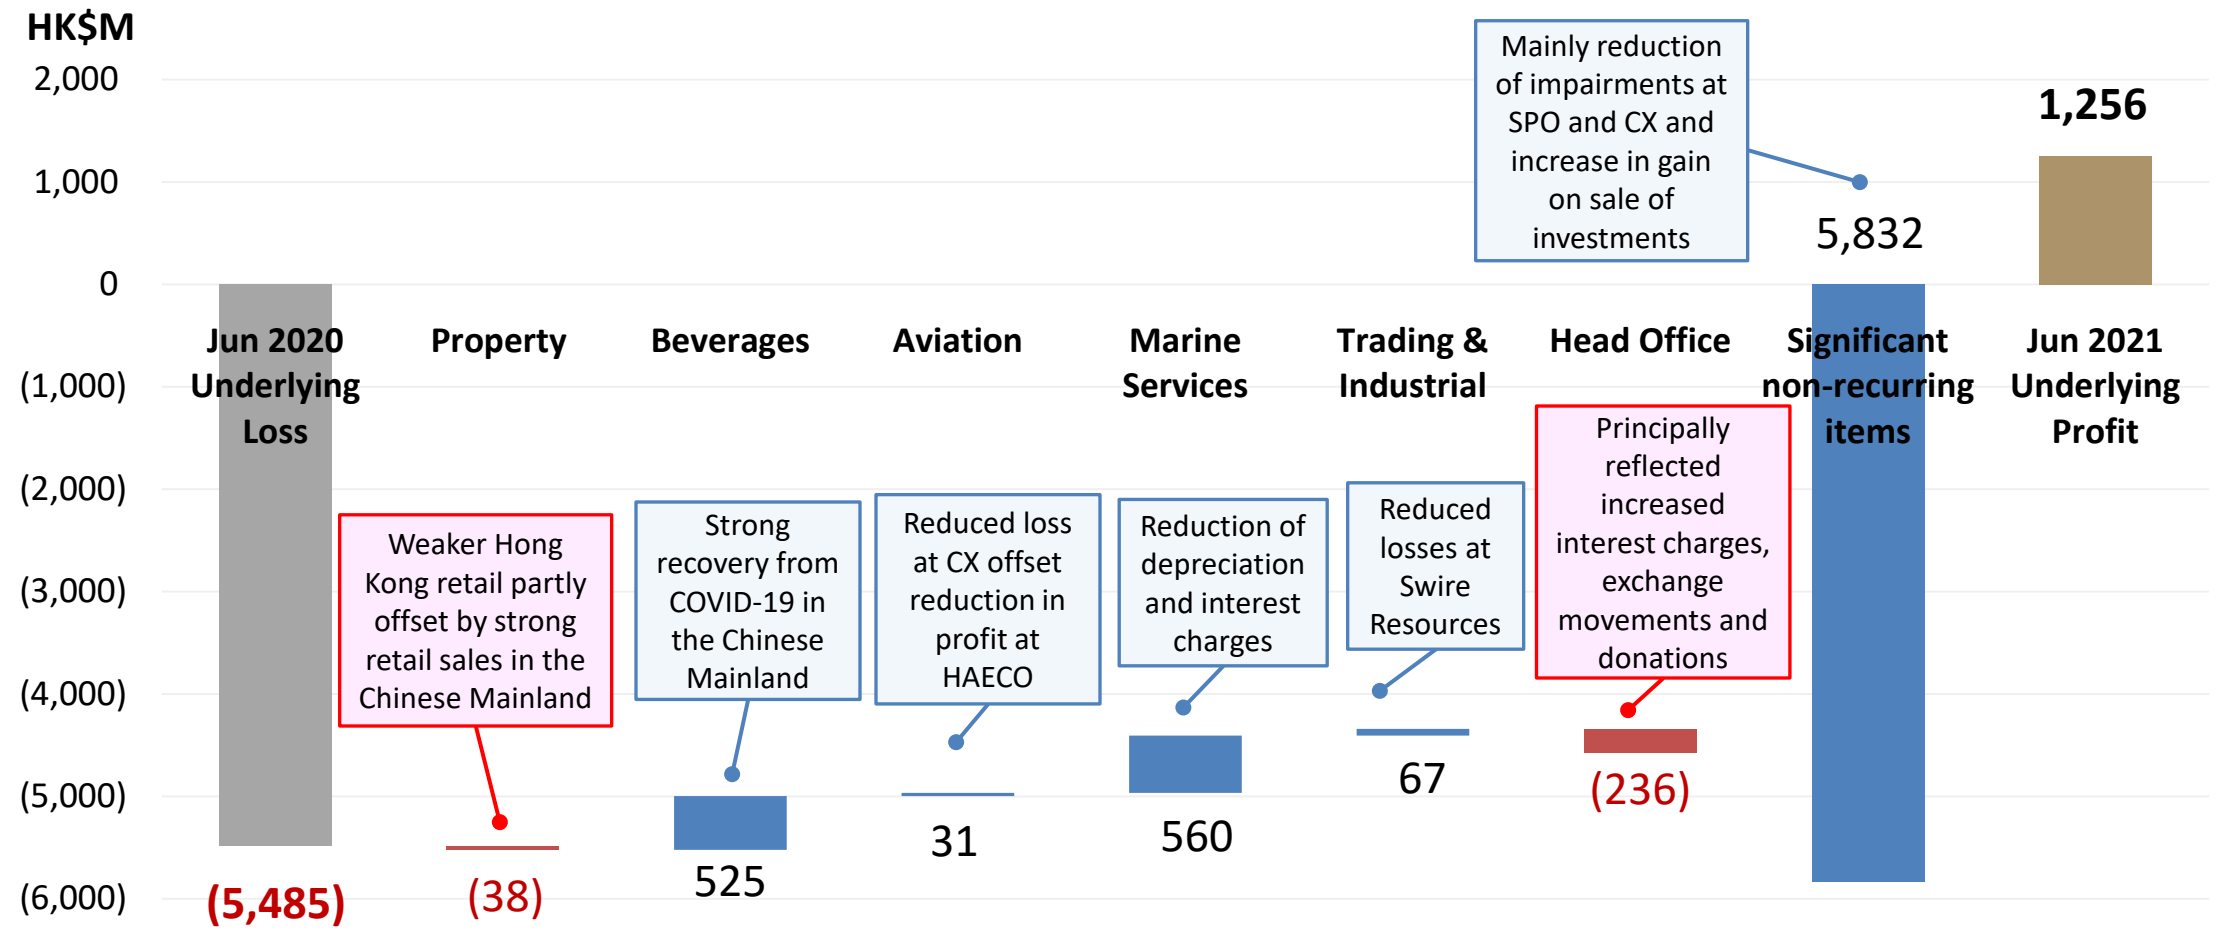 HK$M
2,000
1,000
0
(1,000)
(2,000)
(3,000)
(4,000)
(5,000)
(6,000)
Jun 2020
Underlying
Loss
(5,485)
Property
Weaker Hong
Kong retail partly
offset by strong
retail sales in the
Chinese Mainland
(38)
Beverages
Strong
recovery from
COVID-19 in
the Chinese
Mainland
525
Aviation
Reduced loss
at CX offset
reduction in
profit at
HAECO
31
Marine
Services
Reduction of
depreciation
and interest
charges
560
Trading &
Industrial
Reduced
losses at
Swire
Resources
67
Head Office
Principally
reflected
increased
interest charges,
exchange
movements and
donations
(236)
Mainly reduction
of impairments at
SPO and CX and
increase in gain
on sale of
investments
5,832
Significant
non-recurring
items
1,256
Jun 2021
Underlying
Profit